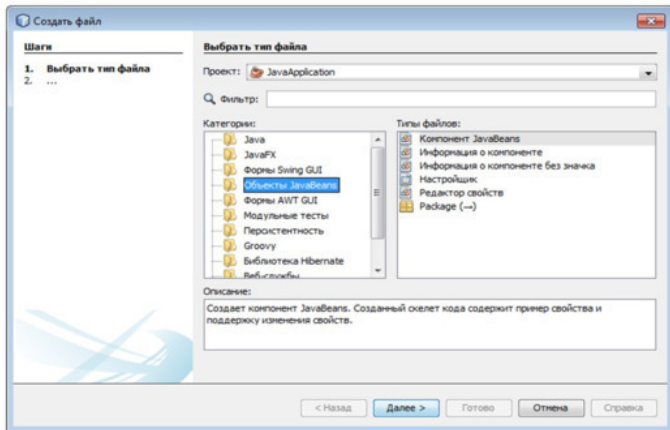 Создать файл
Шаги
1. Выбрать тип файла
2. ...
Выбрать тип файла
Проект: JavaApplication
Фильтр:
Категории:
Java
JavaFX
Формы Swing GUI
Объекты JavaBeans
Формы AWT GUI
Модульные тесты
Персистентность
Groovy
Библиотека Hibernate
Веб-службы
Типы файлов:
Компонент JavaBeans
Информация о компоненте
Информация о компоненте без значка
Настройщик
Редактор свойств
Package (→)
Описание:
Создает компонент JavaBeans. Созданный скелет кода содержит пример свойства и
поддержку изменения свойств.
< Назад Далее > Готово Отмена Справка